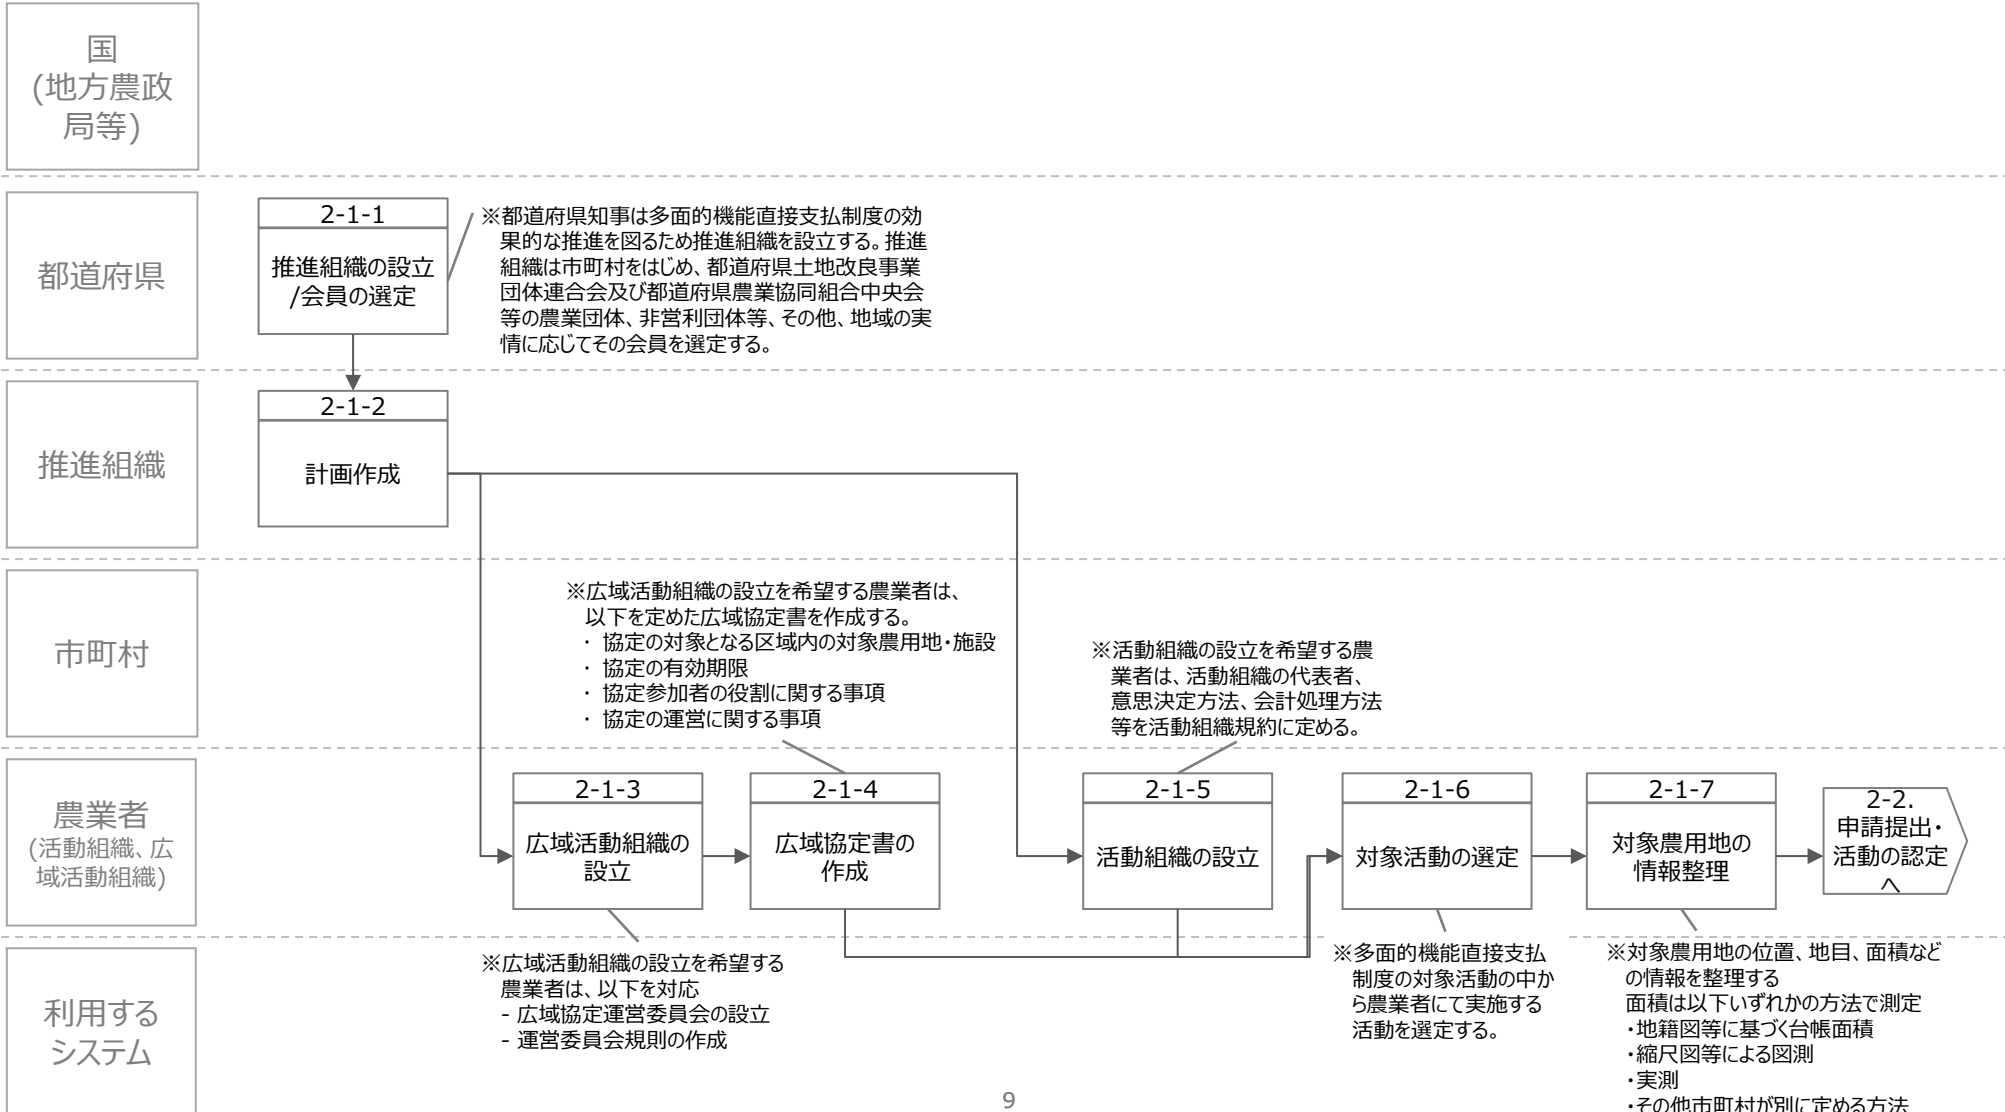 国
(地方農政
局等)
都道府県
2-1-1
推進組織の設立
/会員の選定
※都道府県知事は多面的機能直接支払制度の効
果的な推進を図るため推進組織を設立する。推進
組織は市町村をはじめ、都道府県土地改良事業
団体連合会及び都道府県農業協同組合中央会
等の農業団体、非営利団体等、その他、地域の実
情に応じてその会員を選定する。
推進組織
2-1-2
計画作成
市町村
※広域活動組織の設立を希望する農業者は、
以下を定めた広域協定書を作成する。
・ 協定の対象となる区域内の対象農用地・施設
・ 協定の有効期限
・ 協定参加者の役割に関する事項
・ 協定の運営に関する事項
※活動組織の設立を希望する農
業者は、活動組織の代表者、
意思決定方法、会計処理方法
等を活動組織規約に定める。
農業者
(活動組織、広
域活動組織)
2-1-3
広域活動組織の
設立
2-1-4
広域協定書の
作成
2-1-5
活動組織の設立
2-1-6
対象活動の選定
2-1-7
対象農用地の
情報整理
2-2.
申請提出・
活動の認定
へ
利用する
システム
※広域活動組織の設立を希望する
農業者は、以下を対応
- 広域協定運営委員会の設立
- 運営委員会規則の作成
※多面的機能直接支払
制度の対象活動の中か
ら農業者にて実施する
活動を選定する。
※対象農用地の位置、地目、面積など
の情報を整理する
面積は以下いずれかの方法で測定
・地籍図等に基づく台帳面積
・縮尺図等による図測
・実測
・その他市町村が別に定める方法
9